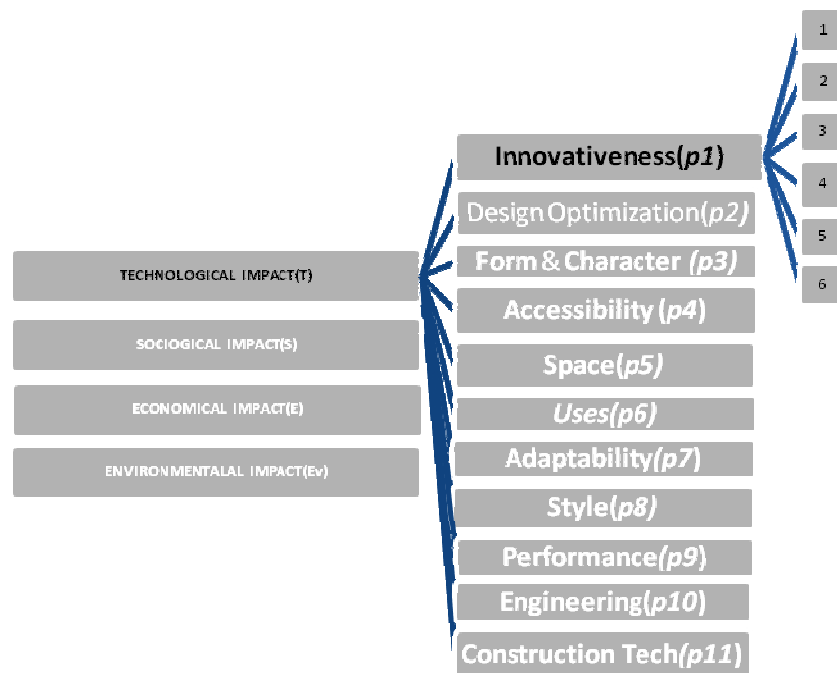 TECHNOLOGICAL IMPACT(T)
SOCIOGICAL IMPACT(S)
ECONOMICAL IMPACT(E)
ENVIRONMENTALAL IMPACT(Ev)
Innovativeness(p1)
Design Optimization(p2)
Form & Character (p3)
Accessibility (p4)
Space(p5)
Uses(p6)
Adaptability(p7)
Style(p8)
Performance(p9)
Engineering(p10)
Construction Tech(p11)
1
2
3
4
5
6